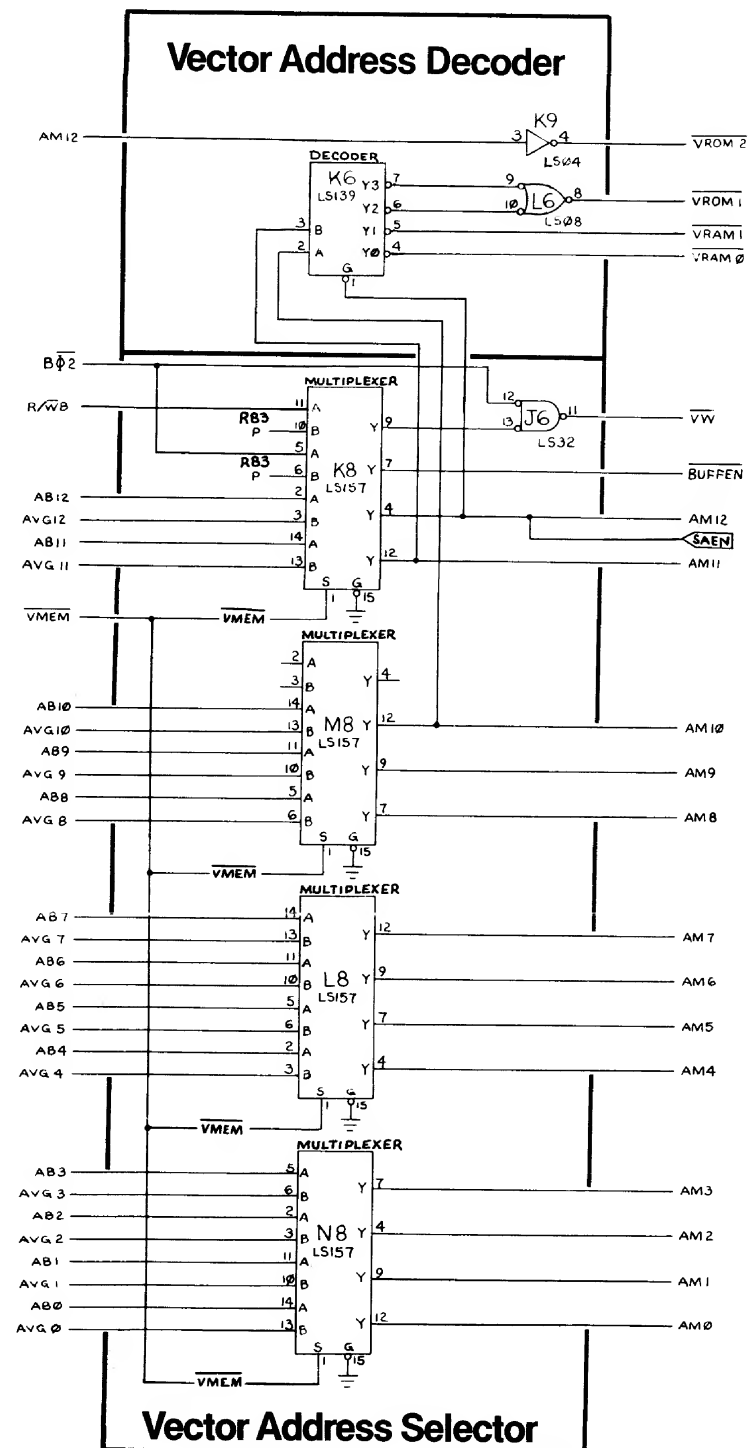 Vector Address Decoder
AM12
K9
3 4
LS04
VROM 2
DECODER
K6
LS139
Y3 7
Y2 6
Y1 5
Y0 4
3 B
2 A
G
1
9
10
L6
8
LS08
VROM 1
VRAM 1
VRAM 0
BΦ2
R/WB
MULTIPLEXER
11 A
RB3
P
10 B
5 A
RB3
P
6 B
K8
LS157
Y 9
Y 7
Y 4
Y 12
12
13
J6
11
LS32
VW
BUFFEN
AB12
2 A
AVG12
3 B
AB11
14 A
AVG11
13 B
AM12
SAEN
AM11
VMEM
VMEM
S
1
G
15
MULTIPLEXER
2 A
3 B
Y 4
AB10
14 A
AVG10
13 B
M8
LS157
Y 12
AM10
AB9
11 A
AVG 9
10 B
Y 9
AM9
AB8
5 A
AVG 8
6 B
Y 7
AM8
S
1
G
15
VMEM
MULTIPLEXER
AB7
14 A
AVG 7
13 B
Y 12
AM7
AB6
11 A
AVG 6
10 B
L8
LS157
Y 9
AM6
AB5
5 A
AVG 5
6 B
Y 7
AM5
AB4
2 A
AVG 4
3 B
Y 4
AM4
S
1
G
15
VMEM
MULTIPLEXER
AB3
5 A
AVG 3
6 B
Y 7
AM3
AB2
2 A
AVG 2
3 B
N8
LS157
Y 4
AM2
AB1
11 A
AVG 1
10 B
Y 9
AM1
AB0
14 A
AVG 0
13 B
Y 12
AM0
S
1
G
15
VMEM
Vector Address Selector